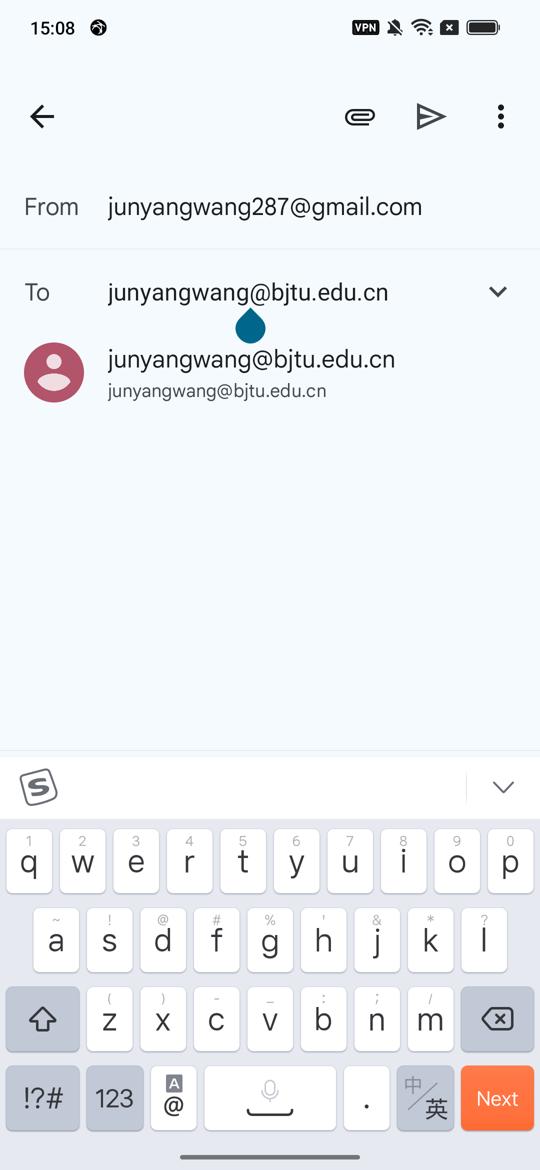 15:08 VPN
From junyangwang287@gmail.com
To junyangwang@bjtu.edu.cn
junyangwang@bjtu.edu.cn
junyangwang@bjtu.edu.cn
S
1 2 3 4 5 6 7 8 9 0
q w e r t y u i o p
~ ! @ # % ' & * ?
a s d f g h j k l
( ) - _ : ; /
z x c v b n m
!?# 123 A @ . 中/英 Next